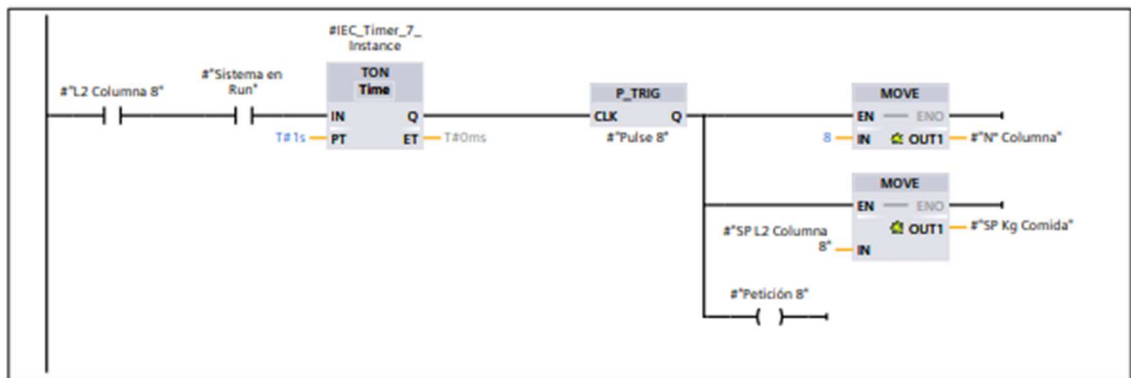 #IEC_Timer_7_
Instance
#"L2 Columna 8"
#"Sistema en
Run"
TON
Time
IN Q
T#1s PT ET T#0ms
P_TRIG
CLK Q
#"Pulse 8"
MOVE
EN ENO
8 IN OUT1 #"N° Columna"
MOVE
EN ENO
OUT1 #"SP Kg Comida"
#"SP L2 Columna
8" IN
#"Petición 8"